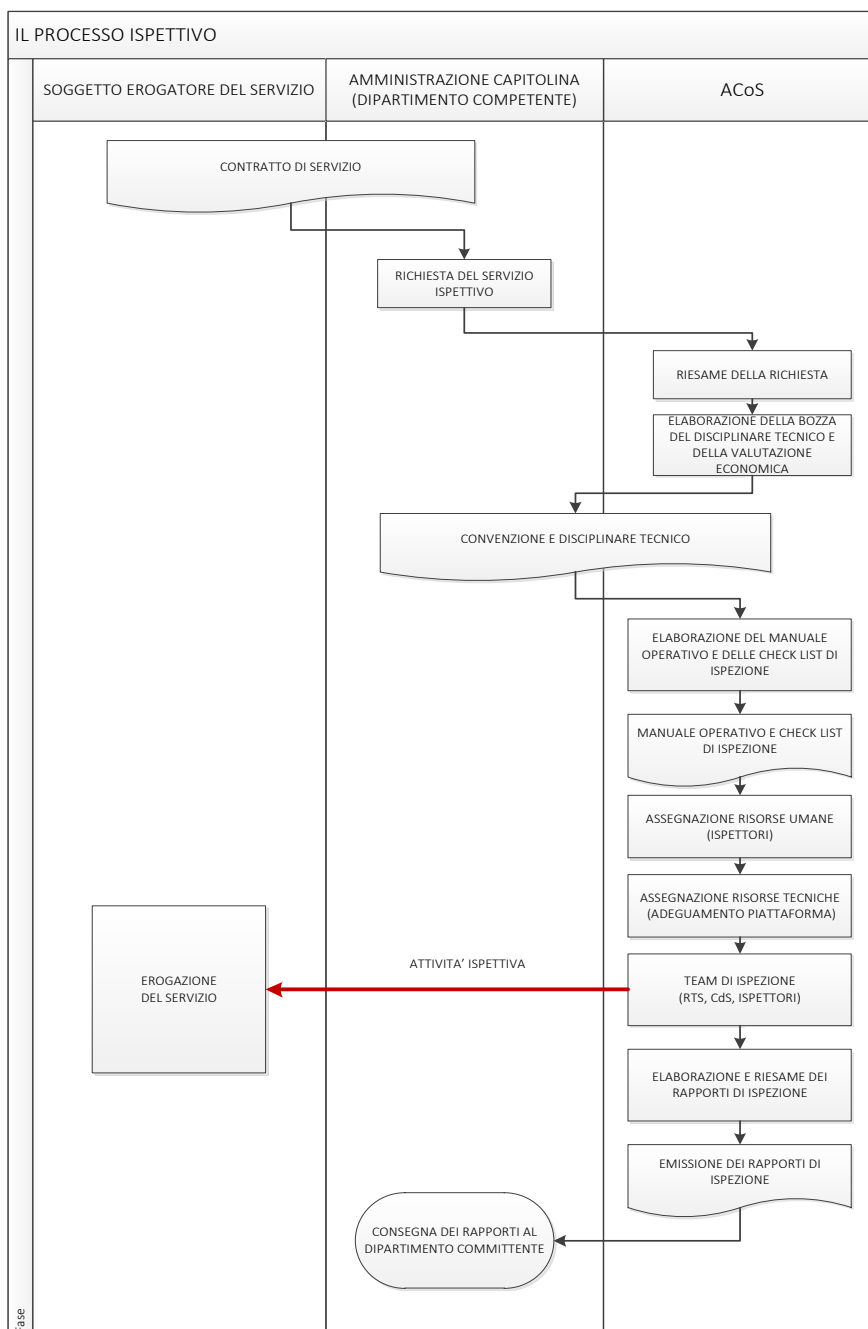 IL PROCESSO ISPETTIVO
SOGGETTO EROGATORE DEL SERVIZIO
AMMINISTRAZIONE CAPITOLINA
(DIPARTIMENTO COMPETENTE)
ACoS
CONTRATTO DI SERVIZIO
RICHIESTA DEL SERVIZIO
ISPETTIVO
RIESAME DELLA RICHIESTA
ELABORAZIONE DELLA BOZZA
DEL DISCIPLINARE TECNICO E
DELLA VALUTAZIONE
ECONOMICA
CONVENZIONE E DISCIPLINARE TECNICO
ELABORAZIONE DEL MANUALE
OPERATIVO E DELLE CHECK LIST DI
ISPEZIONE
MANUALE OPERATIVO E CHECK LIST
DI ISPEZIONE
ASSEGNAZIONE RISORSE UMANE
(ISPETTORI)
ASSEGNAZIONE RISORSE TECNICHE
(ADEGUAMENTO PIATTAFORMA)
EROGAZIONE
DEL SERVIZIO
ATTIVITA’ ISPETTIVA
TEAM DI ISPEZIONE
(RTS, CdS, ISPETTORI)
ELABORAZIONE E RIESAME DEI
RAPPORTI DI ISPEZIONE
EMISSIONE DEI RAPPORTI DI
ISPEZIONE
CONSEGNA DEI RAPPORTI AL
DIPARTIMENTO COMMITTENTE
Fase